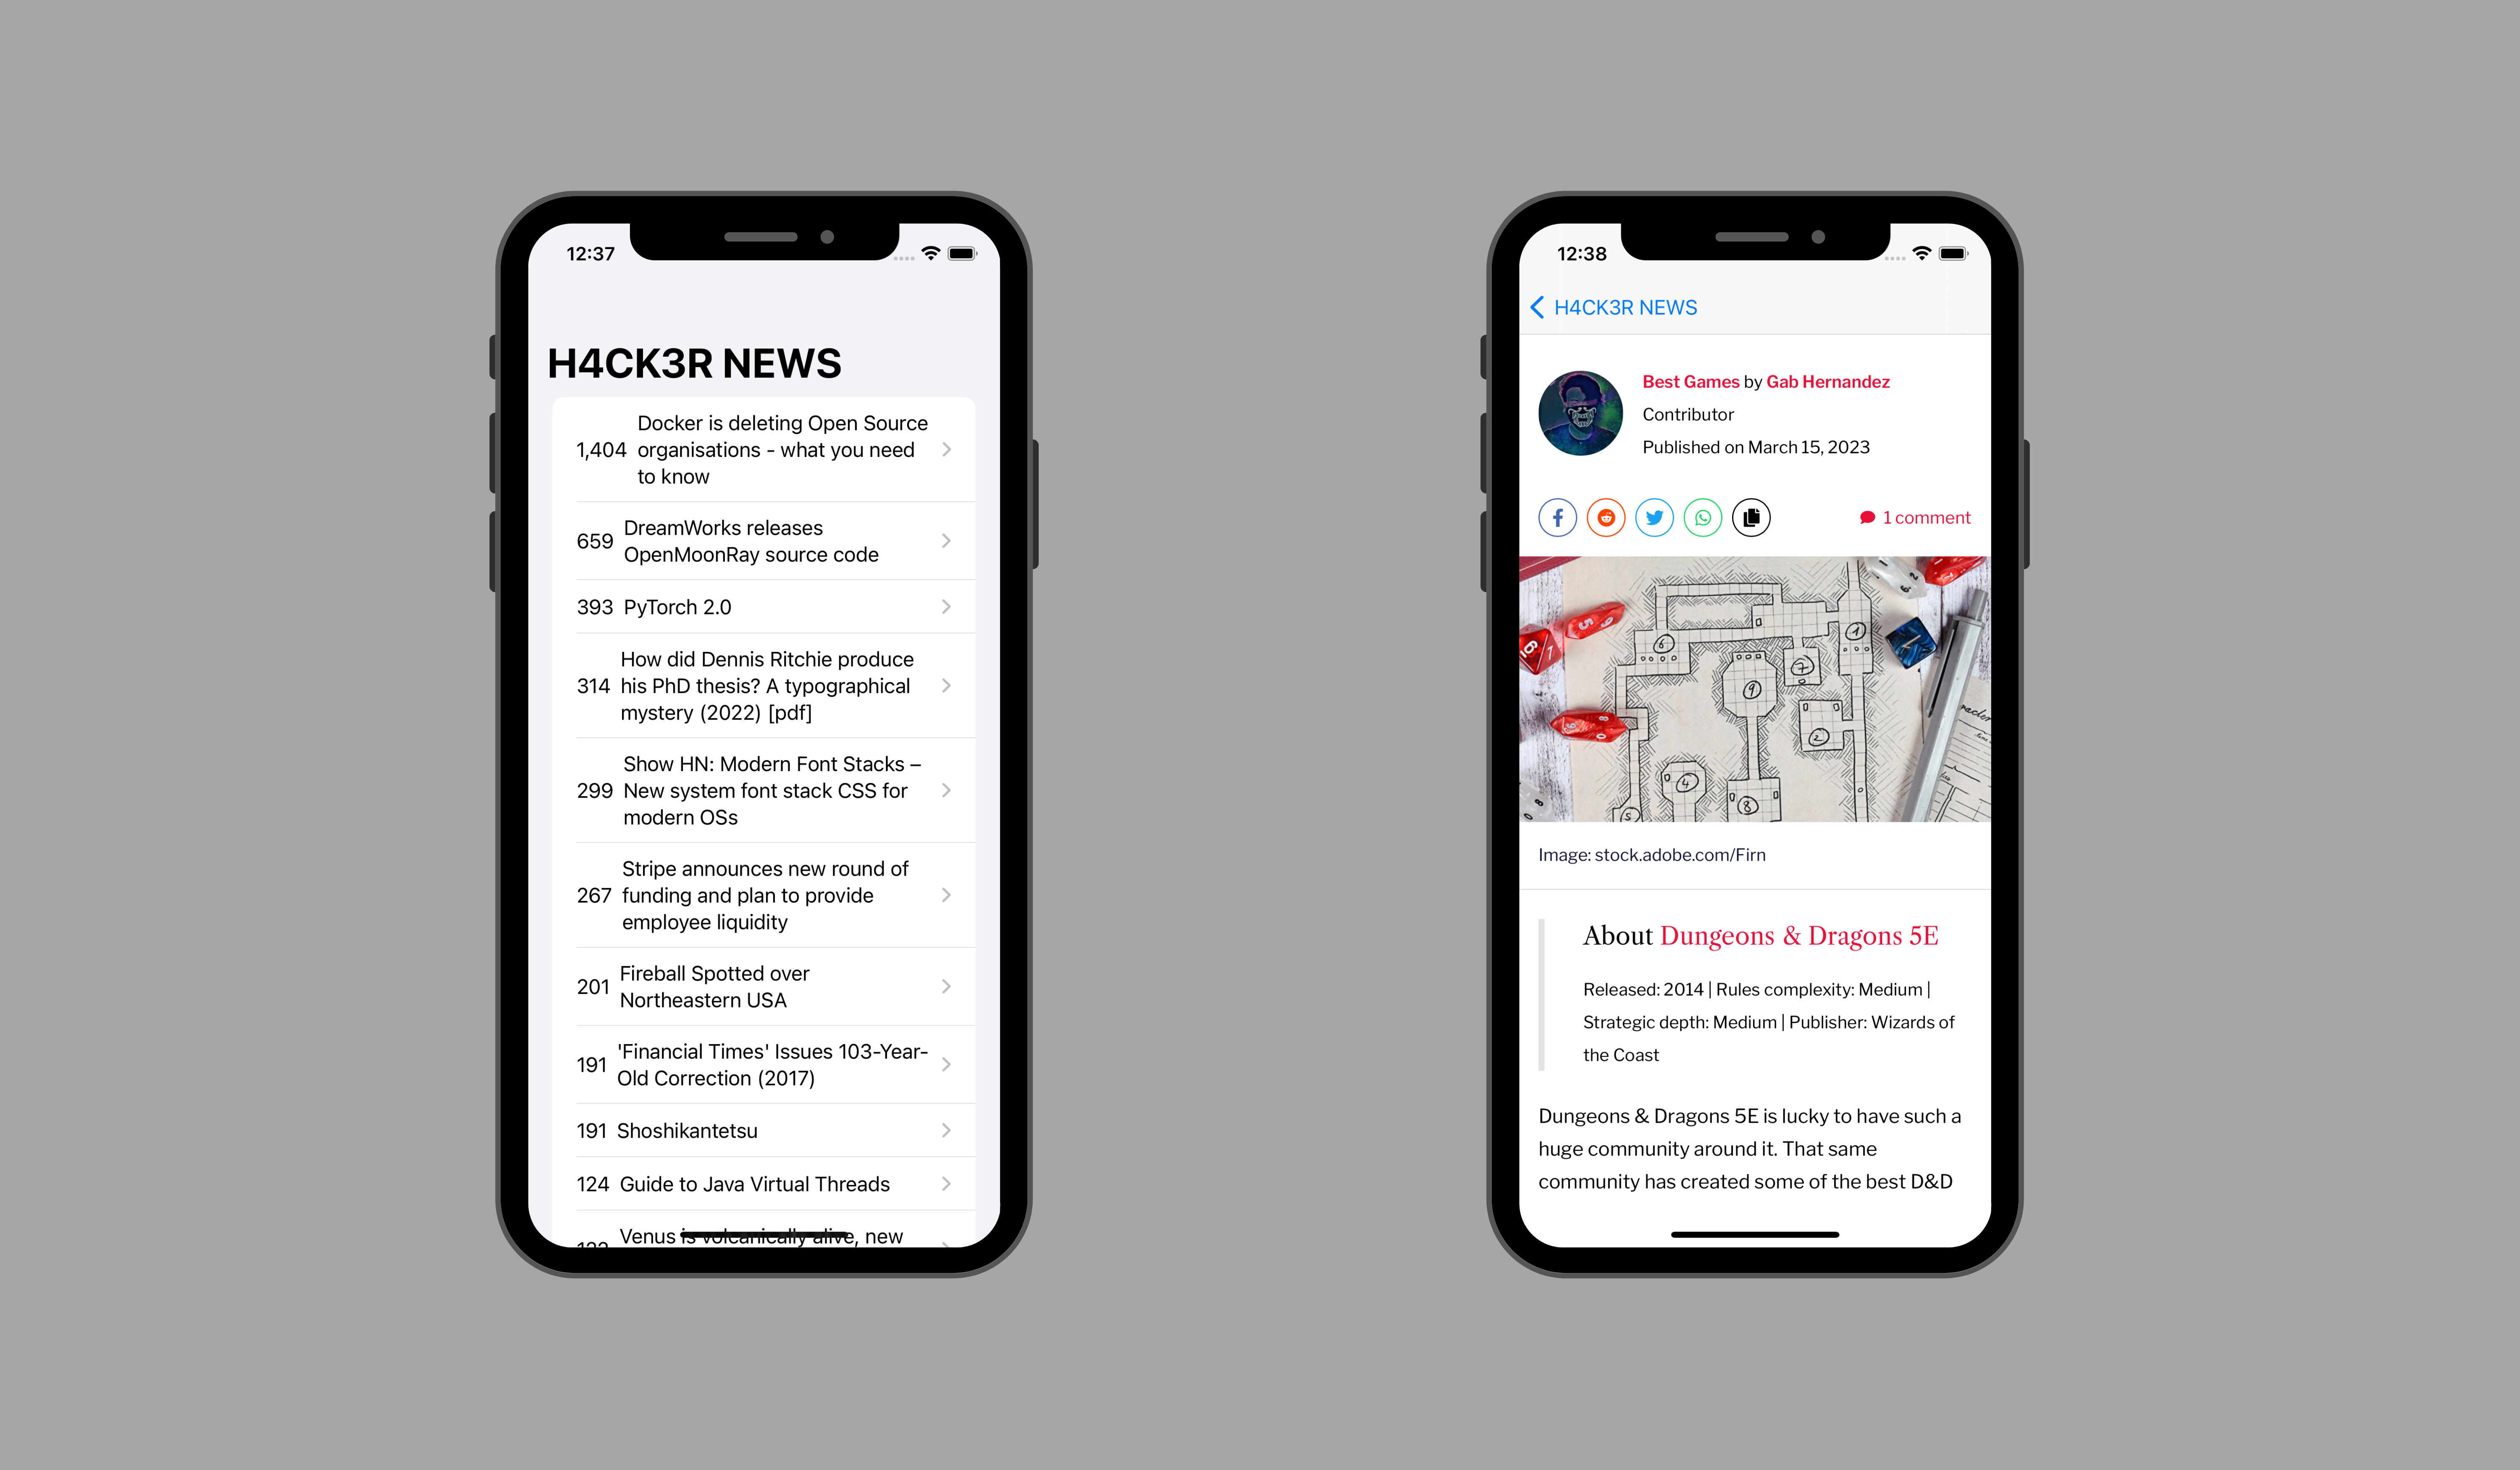 12:37
H4CK3R NEWS
1,404
Docker is deleting Open Source
organisations - what you need
to know
659
DreamWorks releases
OpenMoonRay source code
393 PyTorch 2.0
314
How did Dennis Ritchie produce
his PhD thesis? A typographical
mystery (2022) [pdf]
299
Show HN: Modern Font Stacks –
New system font stack CSS for
modern OSs
267
Stripe announces new round of
funding and plan to provide
employee liquidity
201
Fireball Spotted over
Northeastern USA
191
'Financial Times' Issues 103-Year-
Old Correction (2017)
191 Shoshikantetsu
124 Guide to Java Virtual Threads
Venus is volcanically alive, new
12:38
H4CK3R NEWS
Best Games by Gab Hernandez
Contributor
Published on March 15, 2023
1 comment
6
1
7
9
2
4
8
5
Image: stock.adobe.com/Firn
About Dungeons & Dragons 5E
Released: 2014 | Rules complexity: Medium |
Strategic depth: Medium | Publisher: Wizards of
the Coast
Dungeons & Dragons 5E is lucky to have such a
huge community around it. That same
community has created some of the best D&D